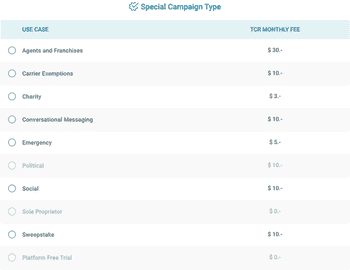 Special Campaign Type
USE CASE TCR MONTHLY FEE
Agents and Franchises $ 30.-
Carrier Exemptions $ 10.-
Charity $ 3.-
Conversational Messaging $ 10.-
Emergency $ 5.-
Political $ 10.-
Social $ 10.-
Sole Proprietor $ 0.-
Sweepstake $ 10.-
Platform Free Trial $ 0.-